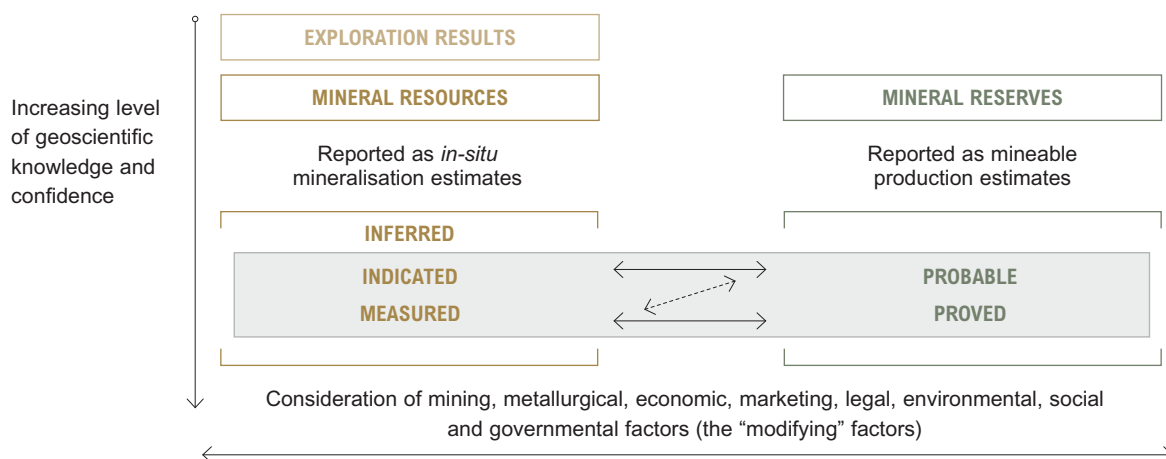 EXPLORATION RESULTS
MINERAL RESOURCES
MINERAL RESERVES
Increasing level
of geoscientific
knowledge and
confidence
Reported as in-situ
mineralisation estimates
Reported as mineable
production estimates
INFERRED
INDICATED
MEASURED
PROBABLE
PROVED
Consideration of mining, metallurgical, economic, marketing, legal, environmental, social
and governmental factors (the “modifying” factors)